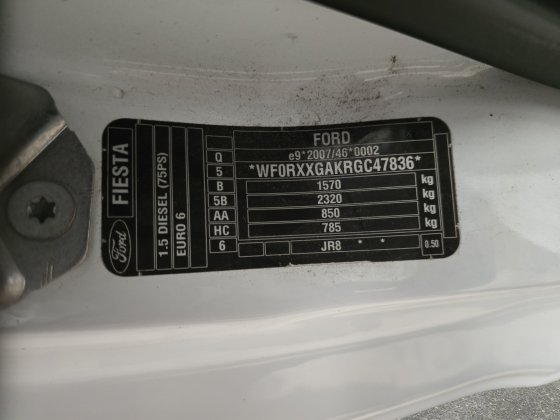 FORD
e9*2007/46*0002
*WF0RXXGAKRGC47836*
1570 kg
2320 kg
850 kg
785 kg
JR8 * * 0.50
Q
5
B
5B
AA
HC
6
FIESTA
1.5 DIESEL (75PS)
EURO 6
Ford